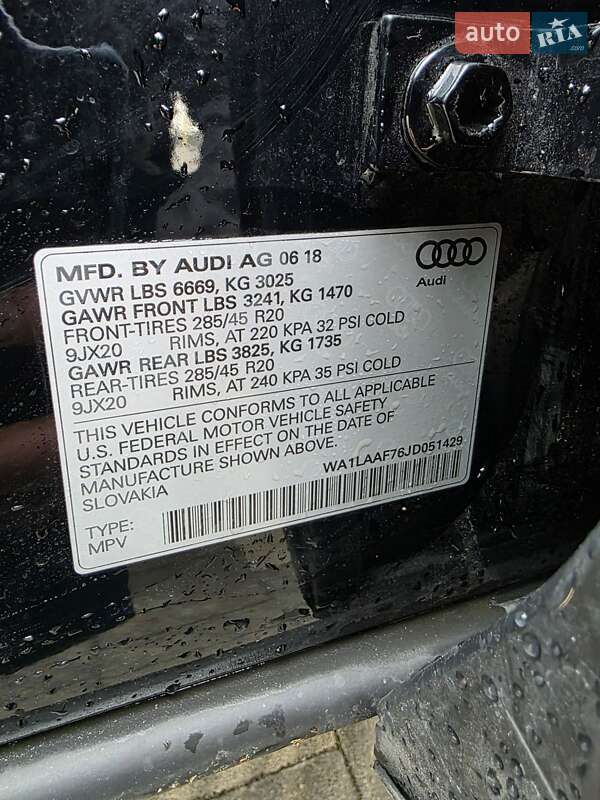 auto RIA.com
MFD. BY AUDI AG 06 18
GVWR LBS 6669, KG 3025
GAWR FRONT LBS 3241, KG 1470
FRONT-TIRES 285/45 R20
9JX20 RIMS, AT 220 KPA 32 PSI COLD
GAWR REAR LBS 3825, KG 1735
REAR-TIRES 285/45 R20
9JX20 RIMS, AT 240 KPA 35 PSI COLD
Audi
THIS VEHICLE CONFORMS TO ALL APPLICABLE
U.S. FEDERAL MOTOR VEHICLE SAFETY
STANDARDS IN EFFECT ON THE DATE OF
MANUFACTURE SHOWN ABOVE.
SLOVAKIA
WA1LAAF76JD051429
TYPE:
MPV